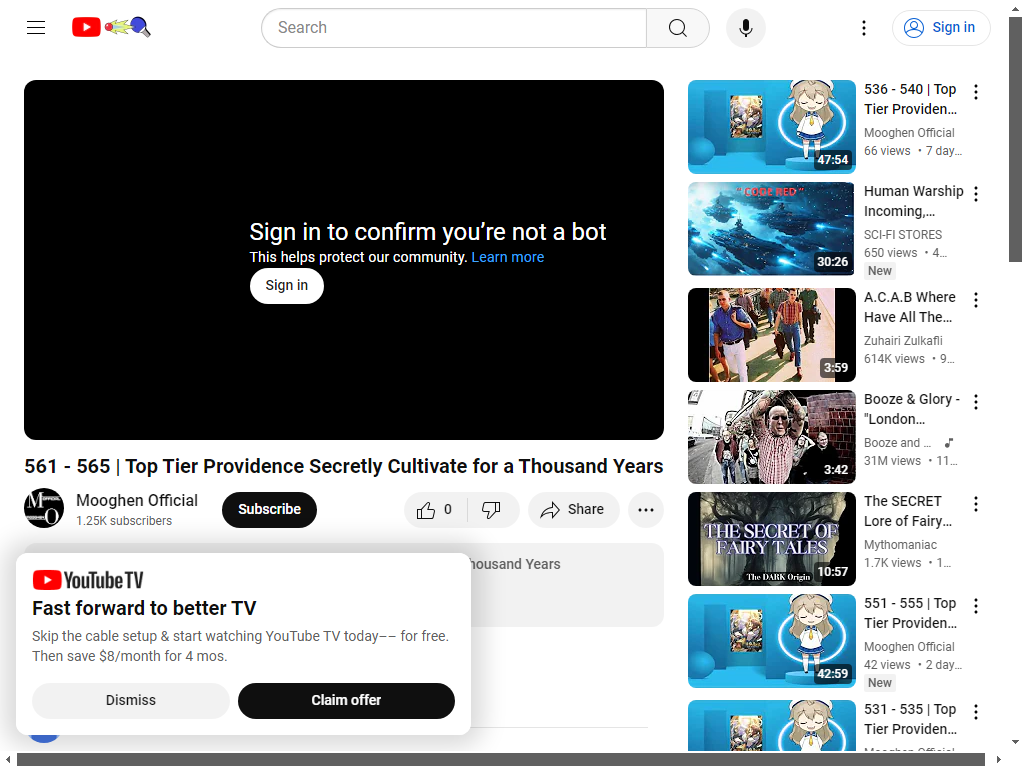 Search
Sign in
Sign in to confirm you’re not a bot
This helps protect our community. Learn more
Sign in
561 - 565 | Top Tier Providence Secretly Cultivate for a Thousand Years
Mooghen Official
1.25K subscribers
Subscribe
0
Share
housand Years
YouTube TV
Fast forward to better TV
Skip the cable setup & start watching YouTube TV today–– for free.
Then save $8/month for 4 mos.
Dismiss
Claim offer
47:54
536 - 540 | Top
Tier Providen…
Mooghen Official
66 views • 7 day…
" CODE RED "
30:26
Human Warship
Incoming,…
SCI-FI STORES
650 views • 4…
New
3:59
A.C.A.B Where
Have All The…
Zuhairi Zulkafli
614K views • 9…
3:42
Booze & Glory -
"London…
Booze and …
31M views • 11…
THE SECRET OF
FAIRY TALES
The DARK Origin
10:57
The SECRET
Lore of Fairy…
Mythomaniac
1.7K views • 1…
42:59
551 - 555 | Top
Tier Providen…
Mooghen Official
42 views • 2 day…
New
531 - 535 | Top
Tier Providen…
Mooghen Official